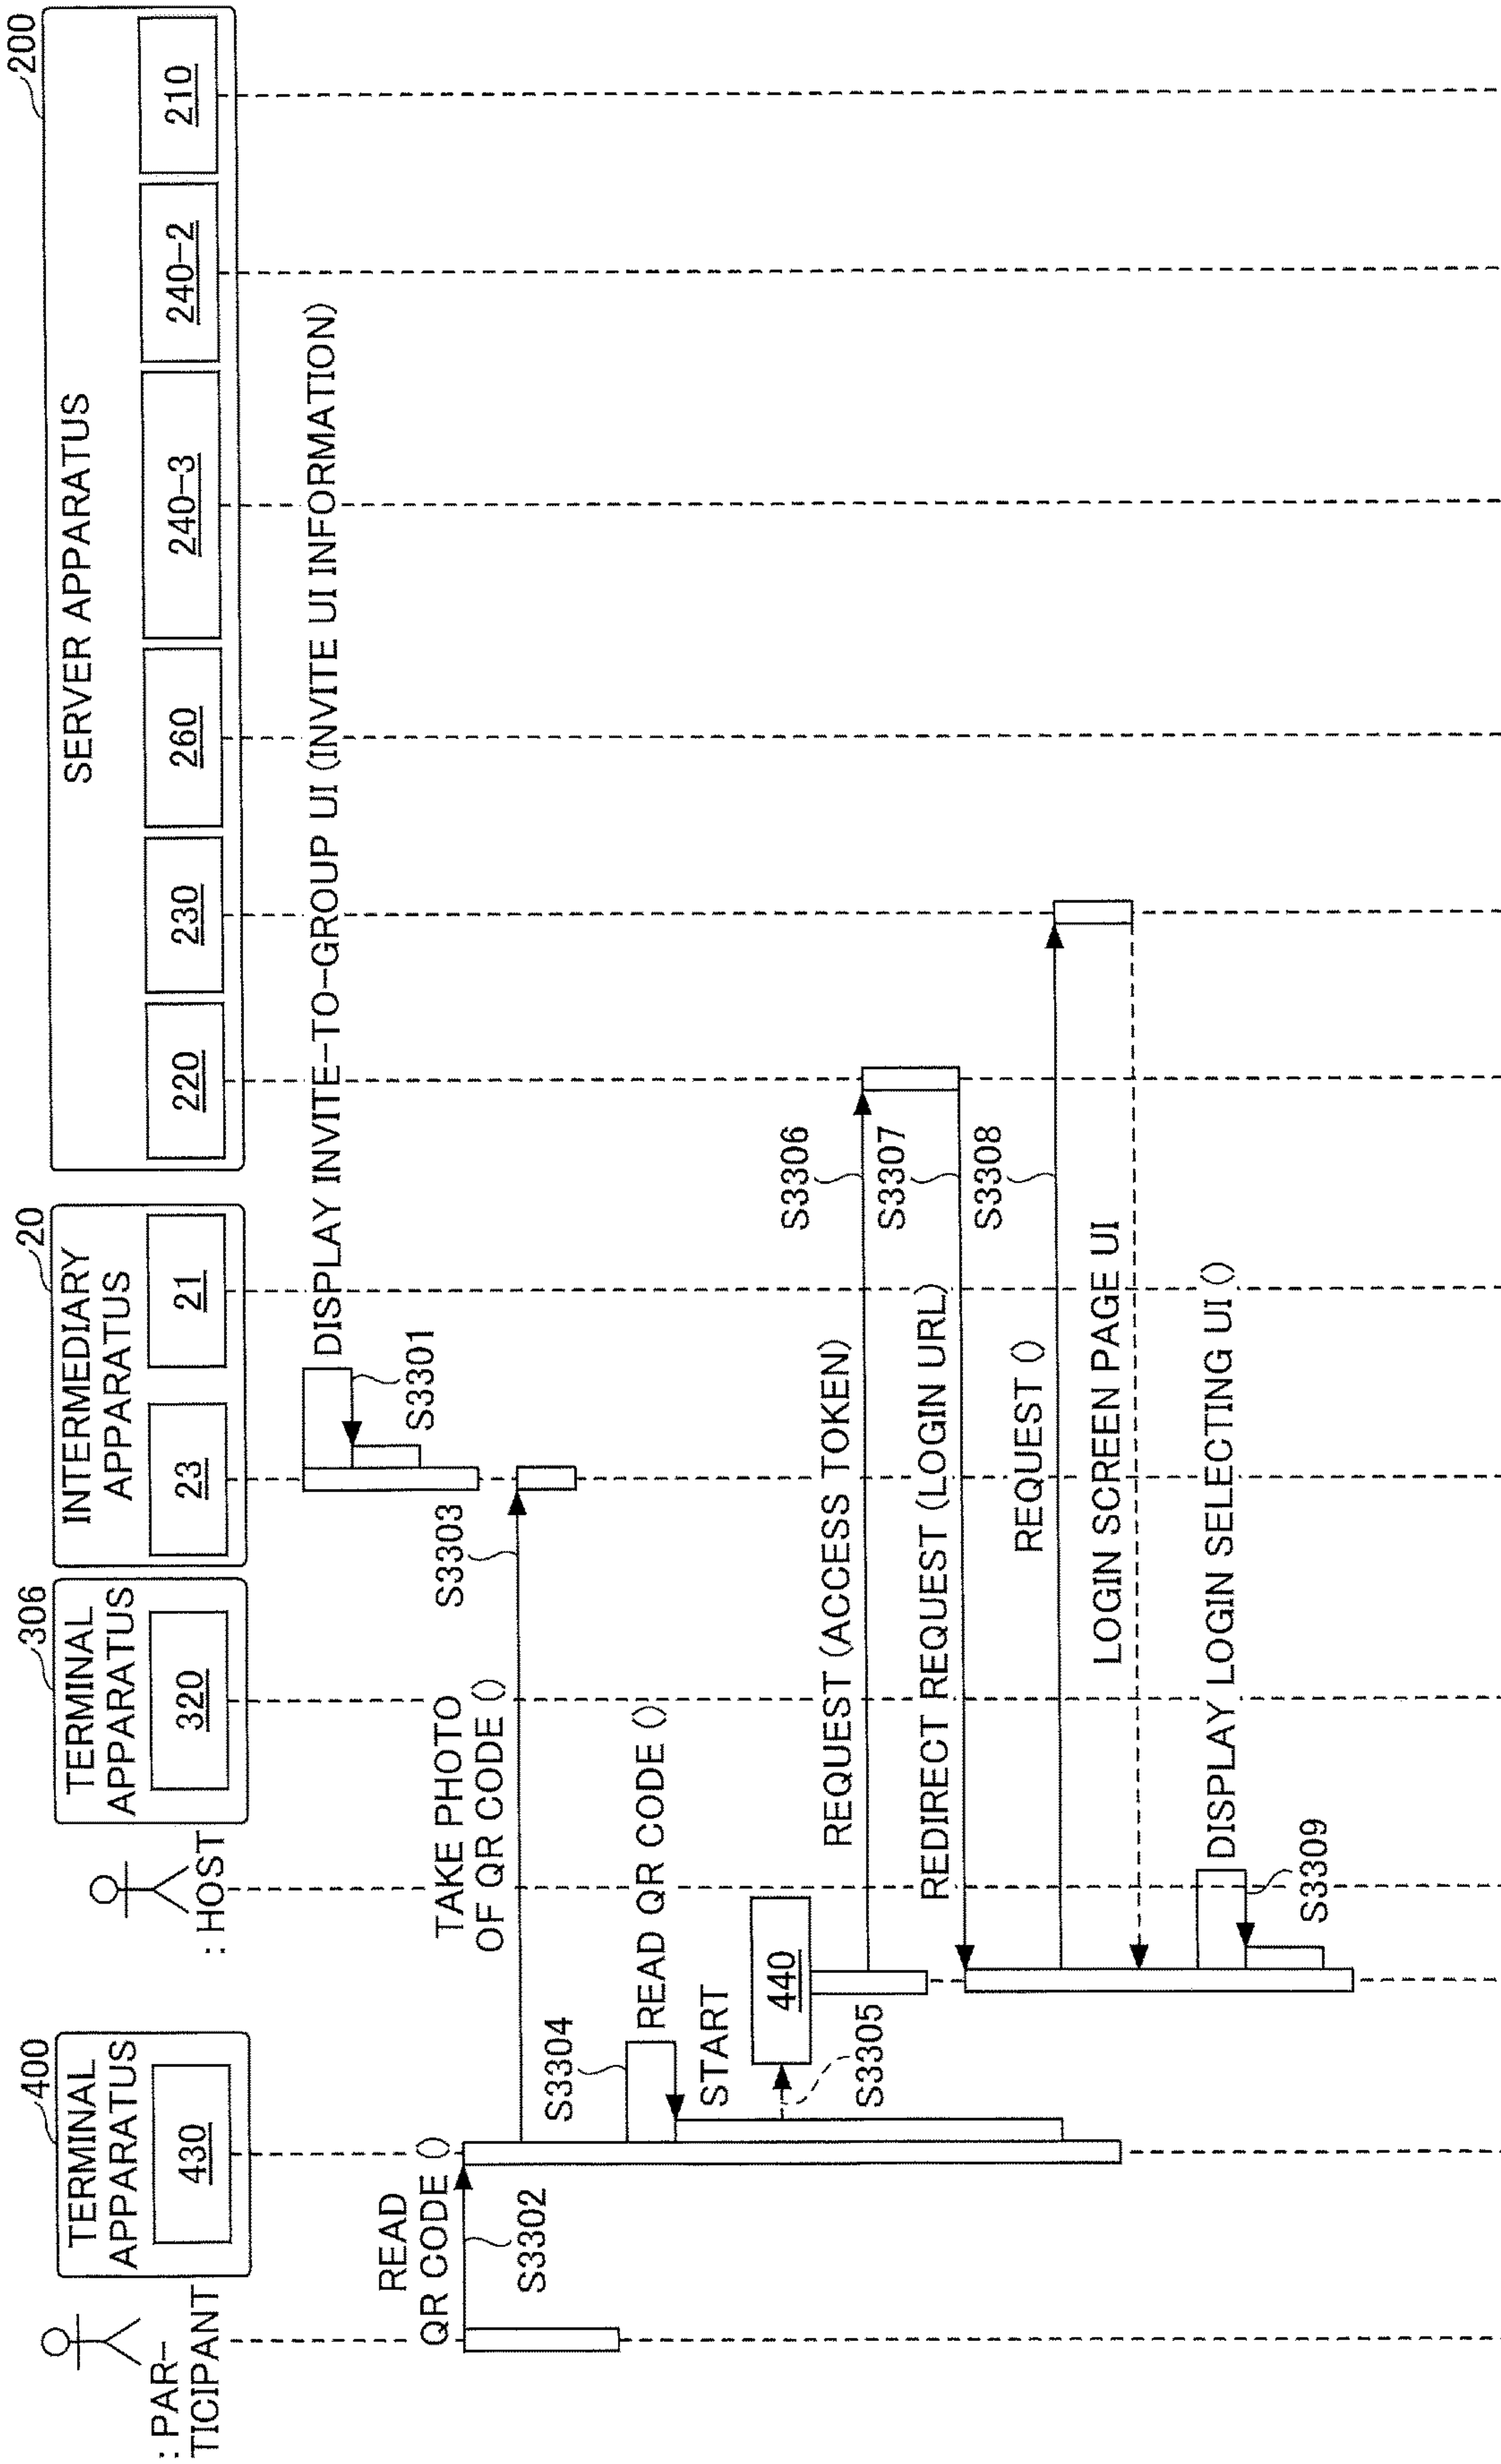 : PAR-
TICIPANT
400
TERMINAL
APPARATUS
430
: HOST
306
TERMINAL
APPARATUS
320
20
INTERMEDIARY
APPARATUS
23
21
200
SERVER APPARATUS
220
230
260
240-3
240-2
210
DISPLAY INVITE-TO-GROUP UI (INVITE UI INFORMATION)
S3301
READ
QR CODE ()
S3302
TAKE PHOTO
OF QR CODE ()
S3303
S3304
READ QR CODE ()
START
440
S3305
REQUEST (ACCESS TOKEN)
S3306
REDIRECT REQUEST (LOGIN URL)
S3307
REQUEST ()
S3308
LOGIN SCREEN PAGE UI
DISPLAY LOGIN SELECTING UI ()
S3309